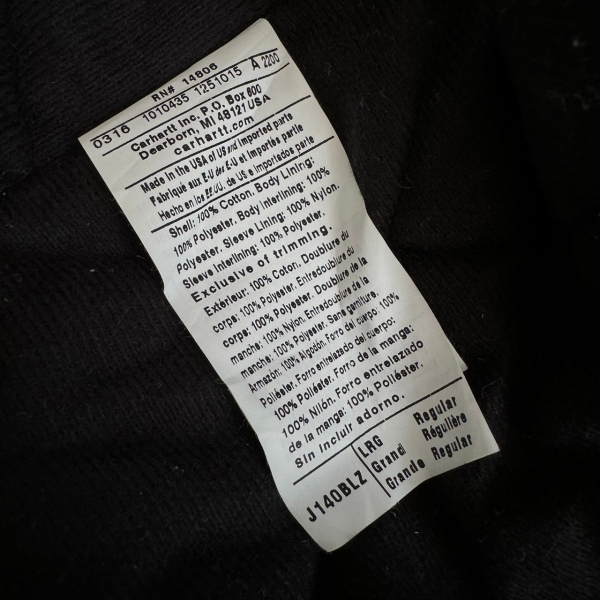 RN# 14806
0316 1010435 1251015 A 2200
Carhartt Inc. P.O. Box 600
Dearborn, MI 48121 USA
carhartt.com
Made in the USA of US and imported parts
Fabriqué aux É-U des É-U et importés partie
Hecho en los EE.UU. de US e importados parte
Shell: 100% Cotton. Body Lining:
100% Polyester. Body Interlining: 100%
Polyester. Sleeve Lining: 100% Nylon.
Sleeve Interlining: 100% Polyester.
Exclusive of trimming.
Extérieur: 100% Coton. Doublure du
corps: 100% Polyester. Entredoublure du
corps: 100% Polyester. Doublure de la
manche: 100% Nylon. Entredoublure de la
manche: 100% Polyester. Sans garniture.
Armazón: 100% Algodón. Forro del cuerpo: 100%
Poliéster. Forro entrelazado del cuerpo:
100% Poliéster. Forro de la manga:
100% Nilón. Forro entrelazado
de la manga: 100% Poliéster.
Sin incluir adorno.
J140BLZ
LRG Regular
Grand Régulière
Grande Regular